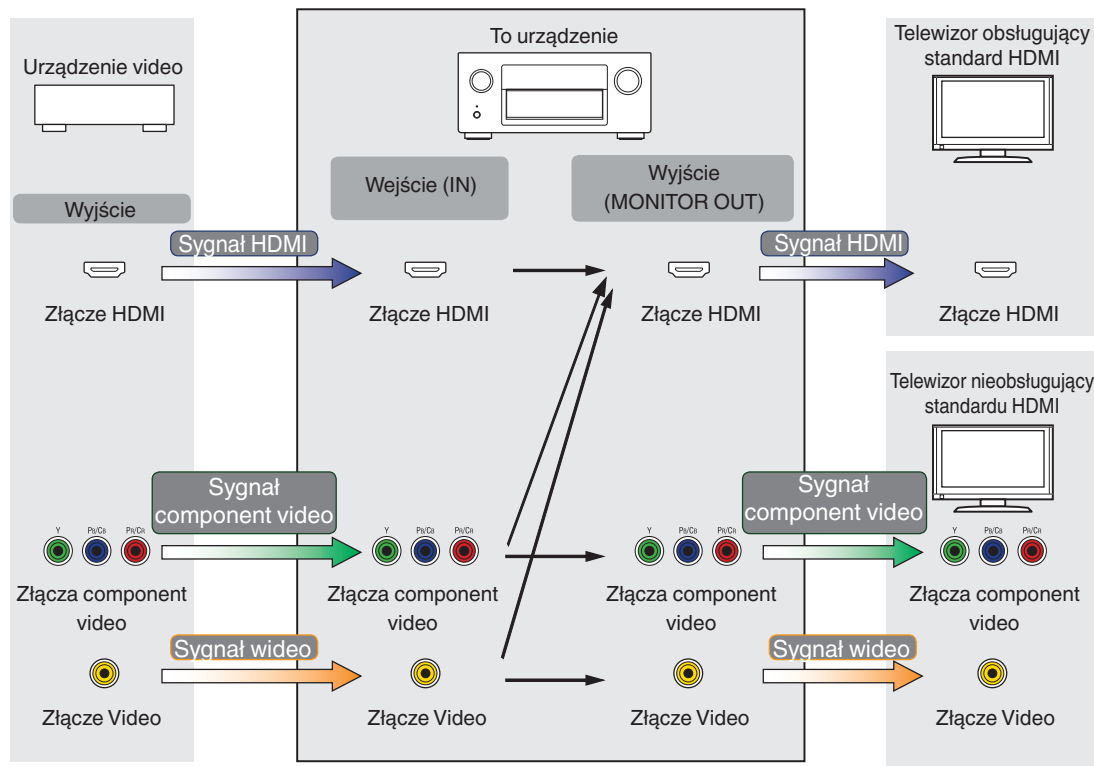 Urządzenie video
To urządzenie
Telewizor obsługujący
standard HDMI
Wyjście
Wejście (IN)
Wyjście
(MONITOR OUT)
Sygnał HDMI
Sygnał HDMI
Złącze HDMI
Złącze HDMI
Złącze HDMI
Złącze HDMI
Telewizor nieobsługujący
standardu HDMI
Sygnał
component video
Sygnał
component video
Y PB/CB PR/CR
Y PB/CB PR/CR
Y PB/CB PR/CR
Y PB/CB PR/CR
Złącza component
video
Złącza component
video
Złącza component
video
Złącza component
video
Sygnał wideo
Sygnał wideo
Złącze Video
Złącze Video
Złącze Video
Złącze Video